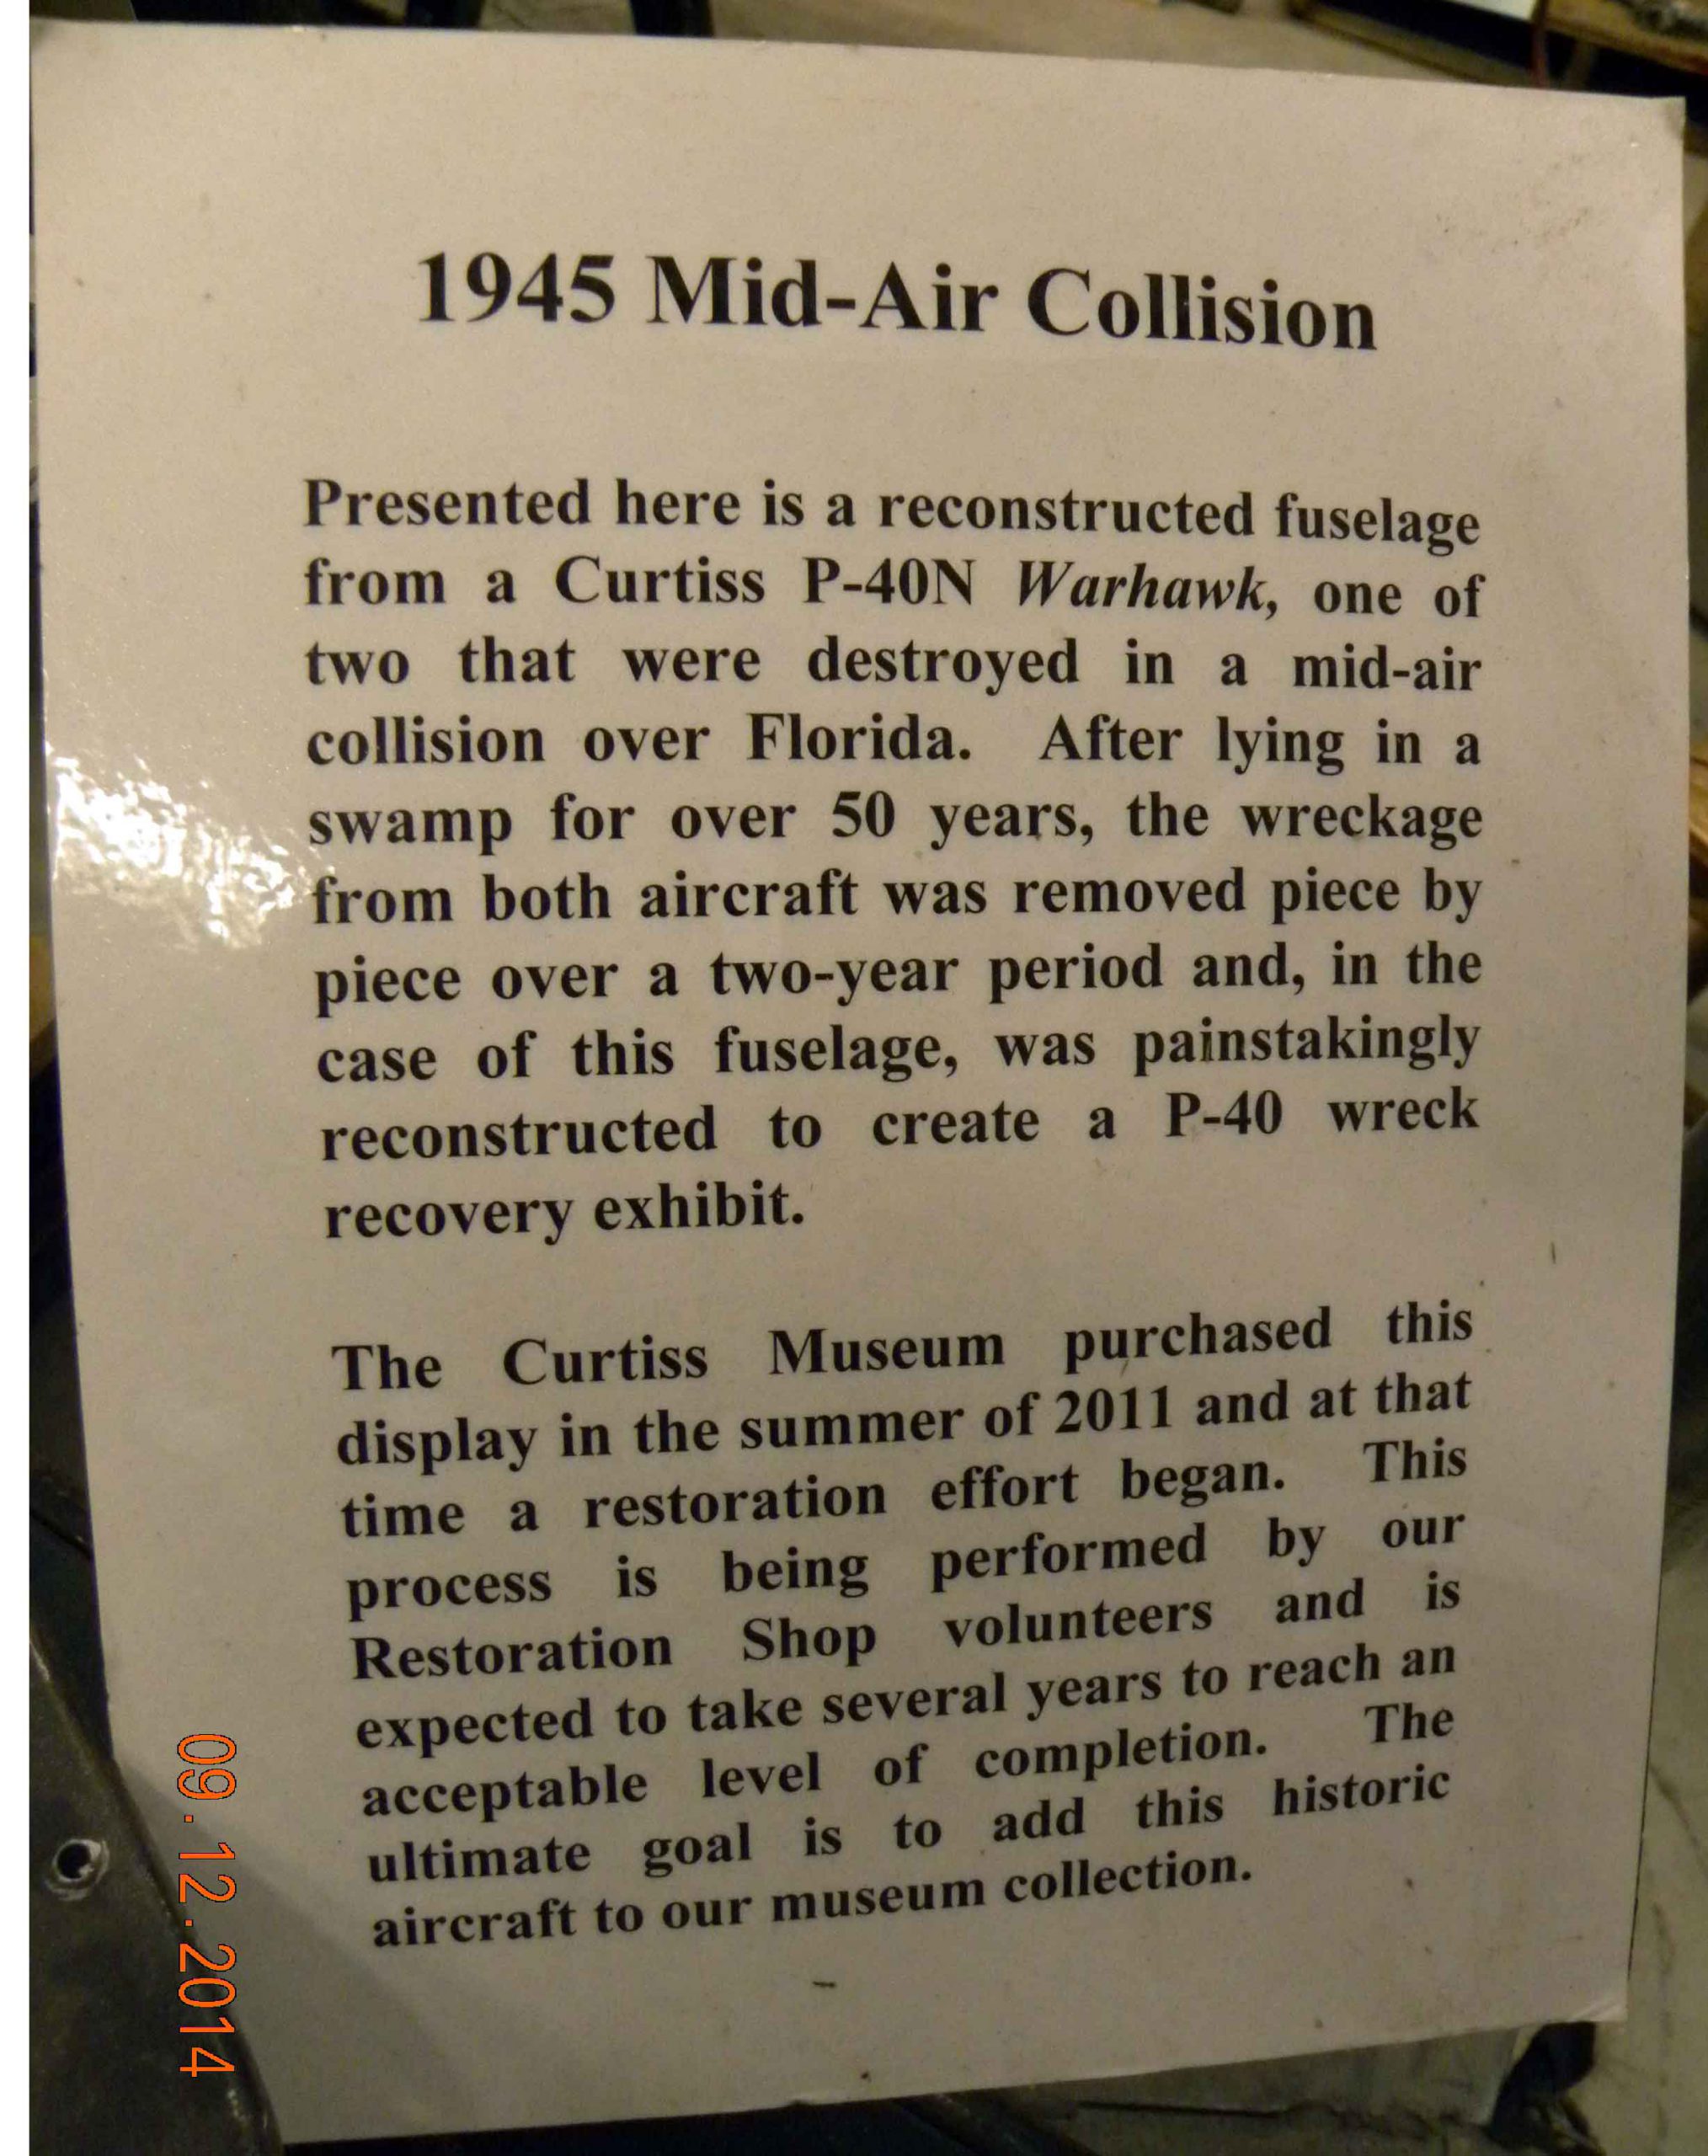 1945 Mid-Air Collision
Presented here is a reconstructed fuselage
from a Curtiss P-40N Warhawk, one of
two that were destroyed in a mid-air
collision over Florida. After lying in a
swamp for over 50 years, the wreckage
from both aircraft was removed piece by
piece over a two-year period and, in the
case of this fuselage, was painstakingly
reconstructed to create a P-40 wreck
recovery exhibit.
The Curtiss Museum purchased this
display in the summer of 2011 and at that
time a restoration effort began. This
process is being performed by our
Restoration Shop volunteers and is
expected to take several years to reach an
acceptable level of completion. The
ultimate goal is to add this historic
aircraft to our museum collection.
09.12.2014